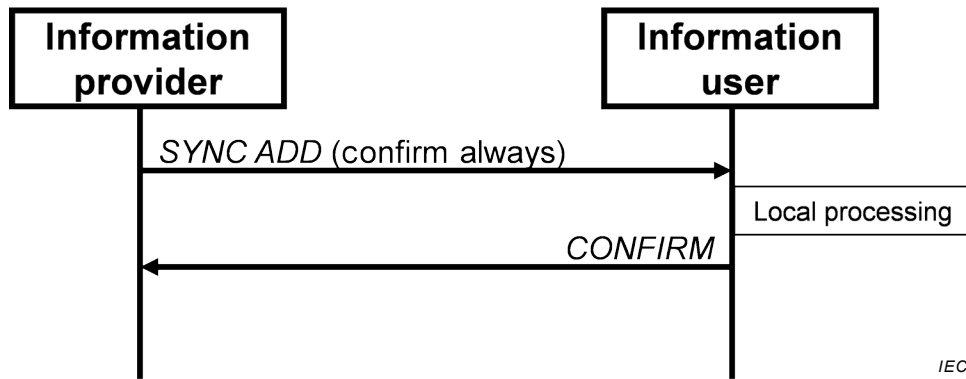 Information
provider
Information
user
SYNC ADD (confirm always)
Local processing
CONFIRM
IEC